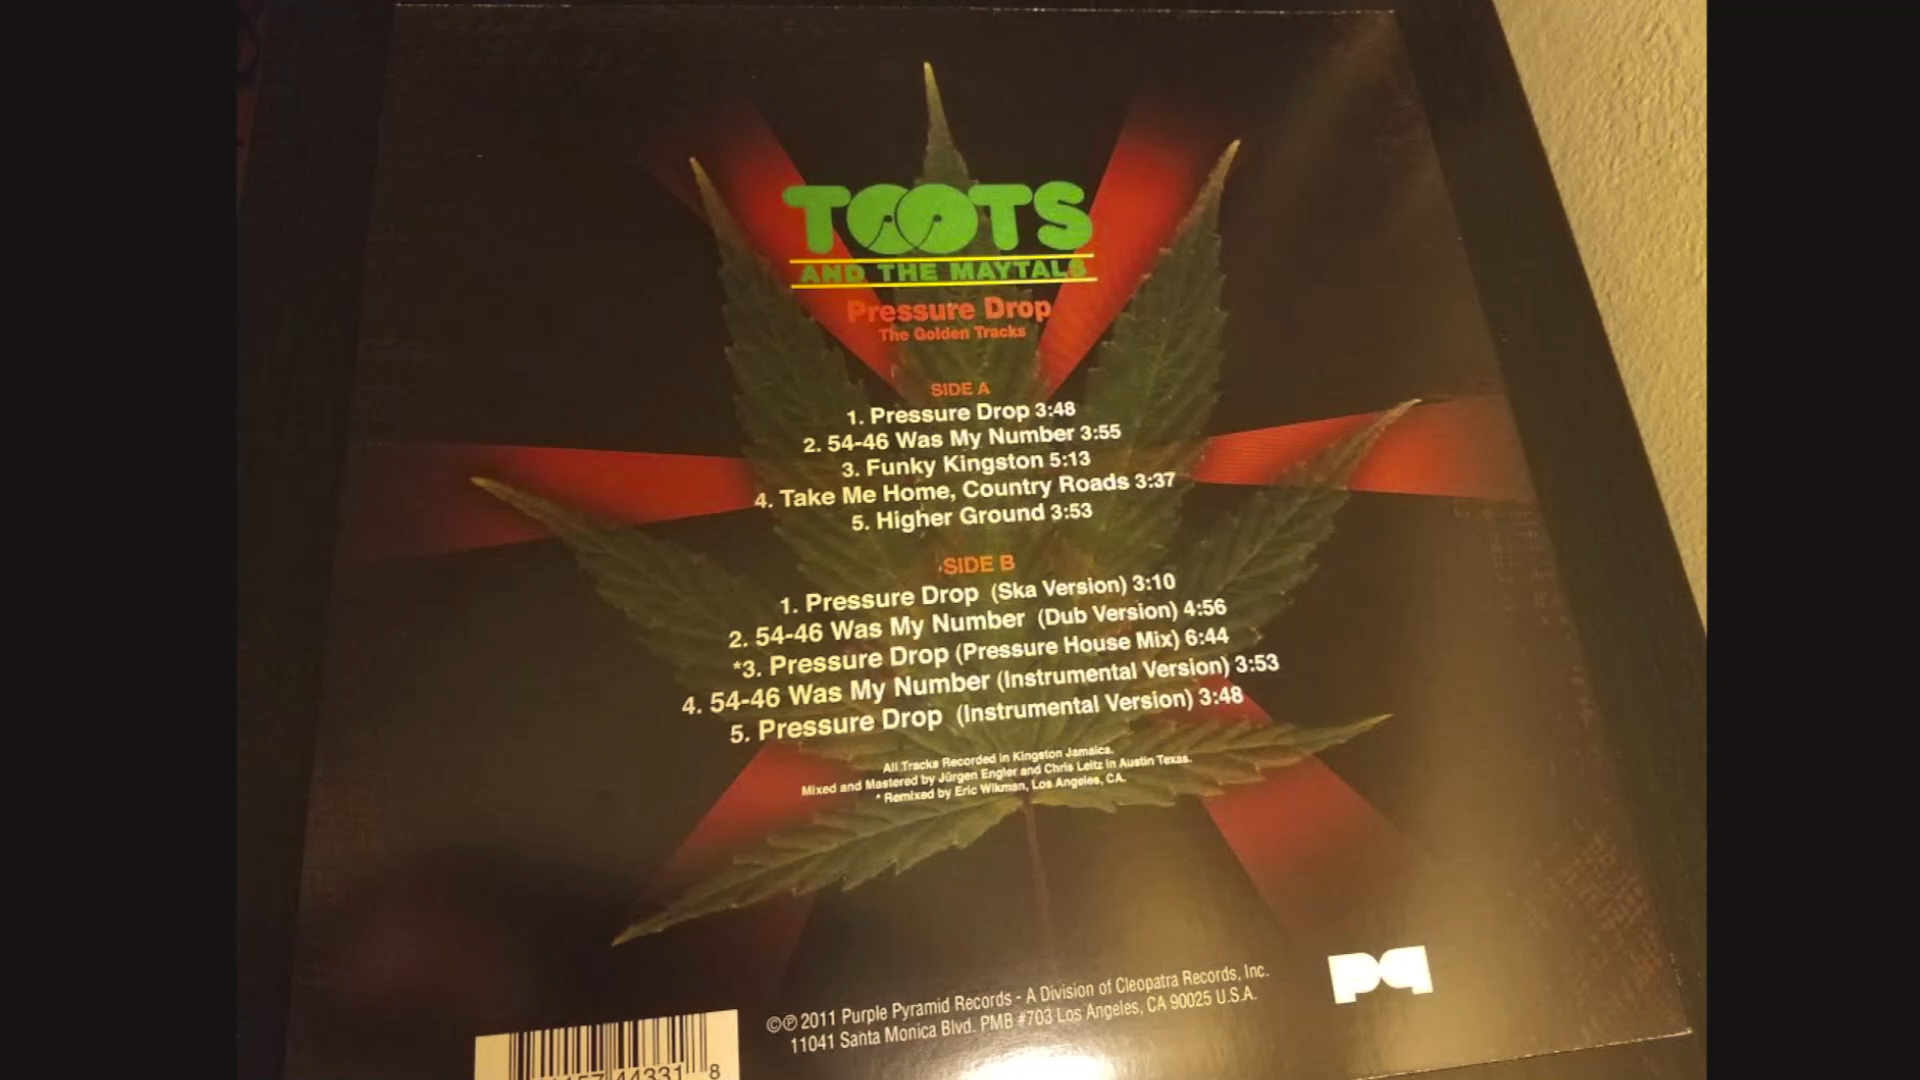 TOOTS
AND THE MAYTALS
Pressure Drop
The Golden Tracks
SIDE A
1. Pressure Drop 3:48
2. 54-46 Was My Number 3:55
3. Funky Kingston 5:13
4. Take Me Home, Country Roads 3:37
5. Higher Ground 3:53
SIDE B
1. Pressure Drop (Ska Version) 3:10
2. 54-46 Was My Number (Dub Version) 4:56
*3. Pressure Drop (Pressure House Mix) 6:44
4. 54-46 Was My Number (Instrumental Version) 3:53
5. Pressure Drop (Instrumental Version) 3:48
All Tracks Recorded in Kingston Jamaica.
Mixed and Mastered by Jürgen Engler and Chris Leitz in Austin Texas.
* Remixed by Eric Wikman, Los Angeles, CA.
©℗ 2011 Purple Pyramid Records - A Division of Cleopatra Records, Inc.
11041 Santa Monica Blvd. PMB #703 Los Angeles, CA 90025 U.S.A.
44331 8